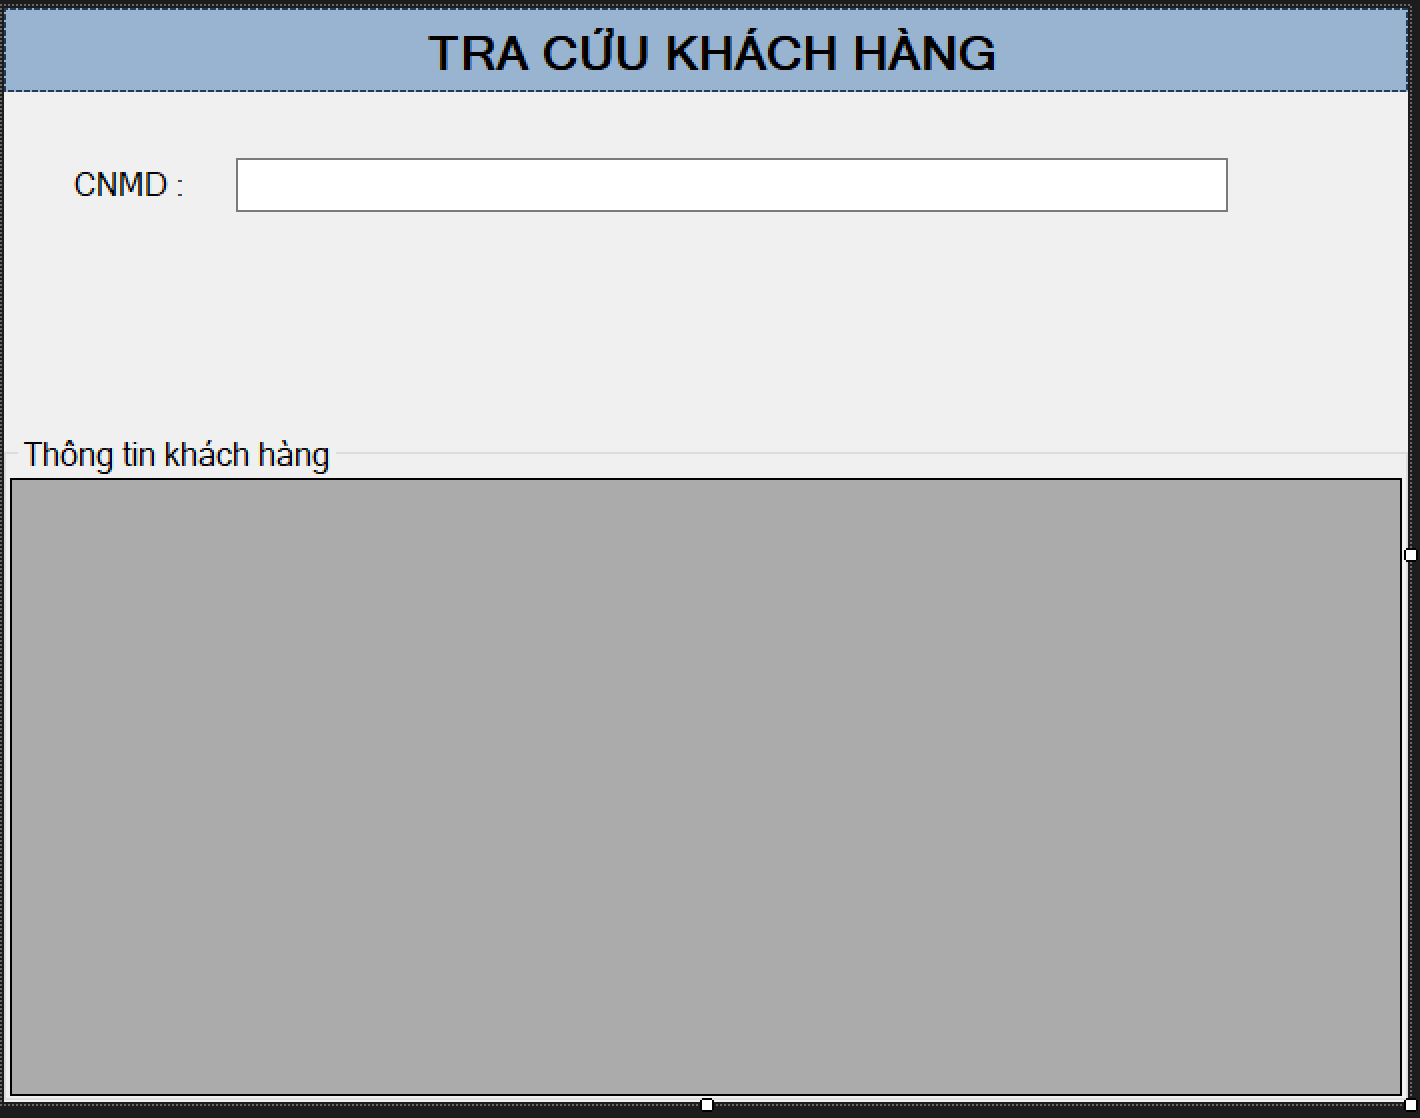 TRA CỨU KHÁCH HÀNG
CNMD :
Thông tin khách hàng